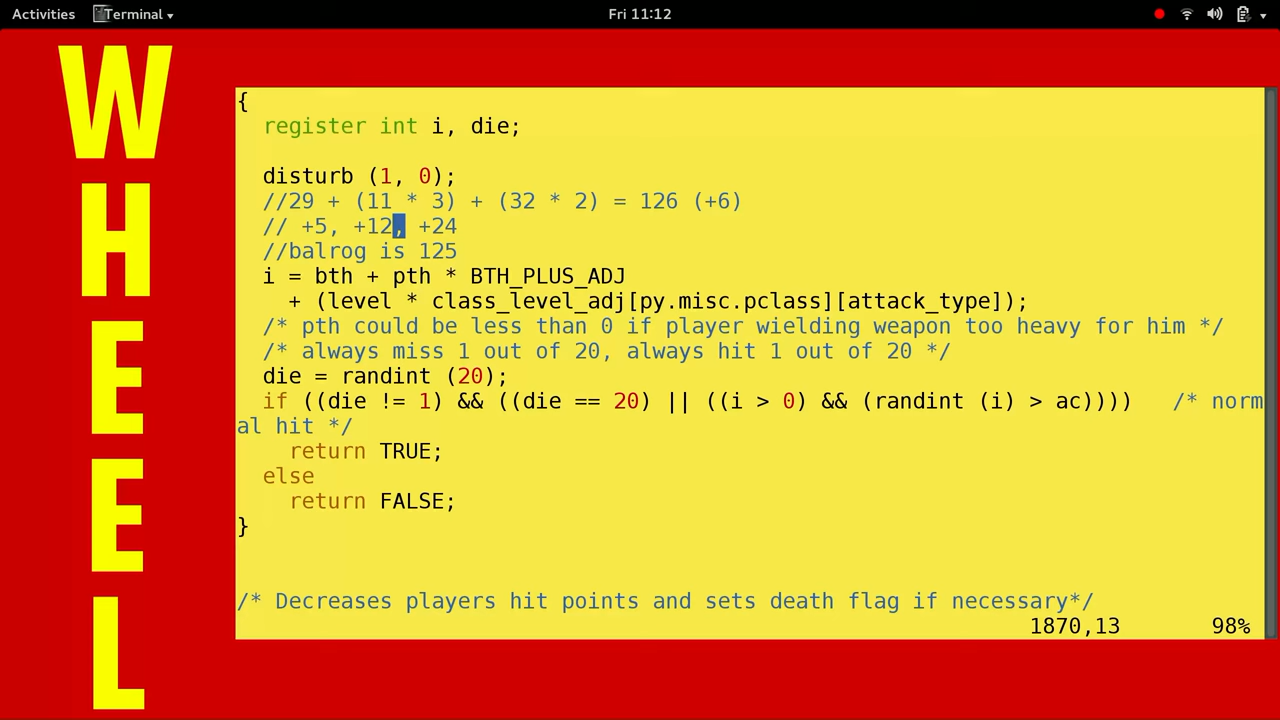 Activities Terminal Fri 11:12
W
H
E
E
L
{
register int i, die;
disturb (1, 0);
//29 + (11 * 3) + (32 * 2) = 126 (+6)
// +5, +12, +24
//balrog is 125
i = bth + pth * BTH_PLUS_ADJ
+ (level * class_level_adj[py.misc.pclass][attack_type]);
/* pth could be less than 0 if player wielding weapon too heavy for him */
/* always miss 1 out of 20, always hit 1 out of 20 */
die = randint (20);
if ((die != 1) && ((die == 20) || ((i > 0) && (randint (i) > ac)))) /* norm
al hit */
return TRUE;
else
return FALSE;
}
/* Decreases players hit points and sets death flag if necessary*/
1870,13 98%